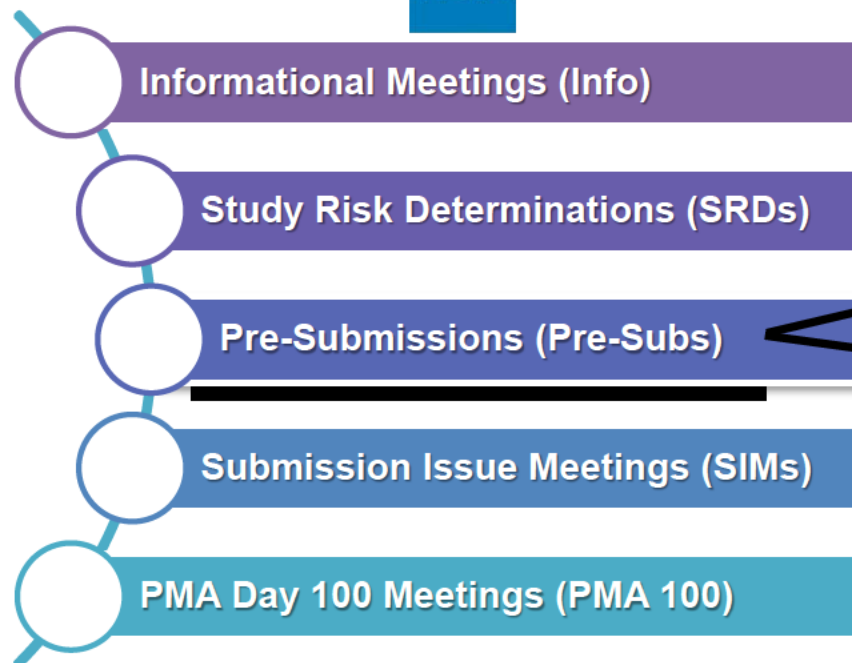 Informational Meetings (Info)
Study Risk Determinations (SRDs)
Pre-Submissions (Pre-Subs)
Submission Issue Meetings (SIMs)
PMA Day 100 Meetings (PMA 100)